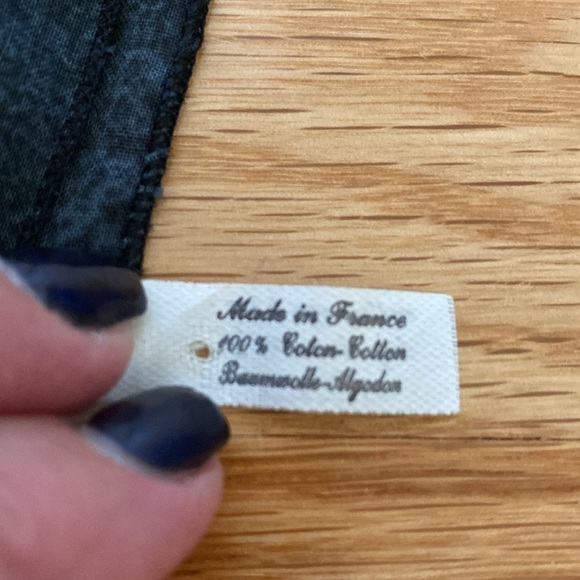 Made in France
100% Coton-Cotton
Baumwolle-Algodon